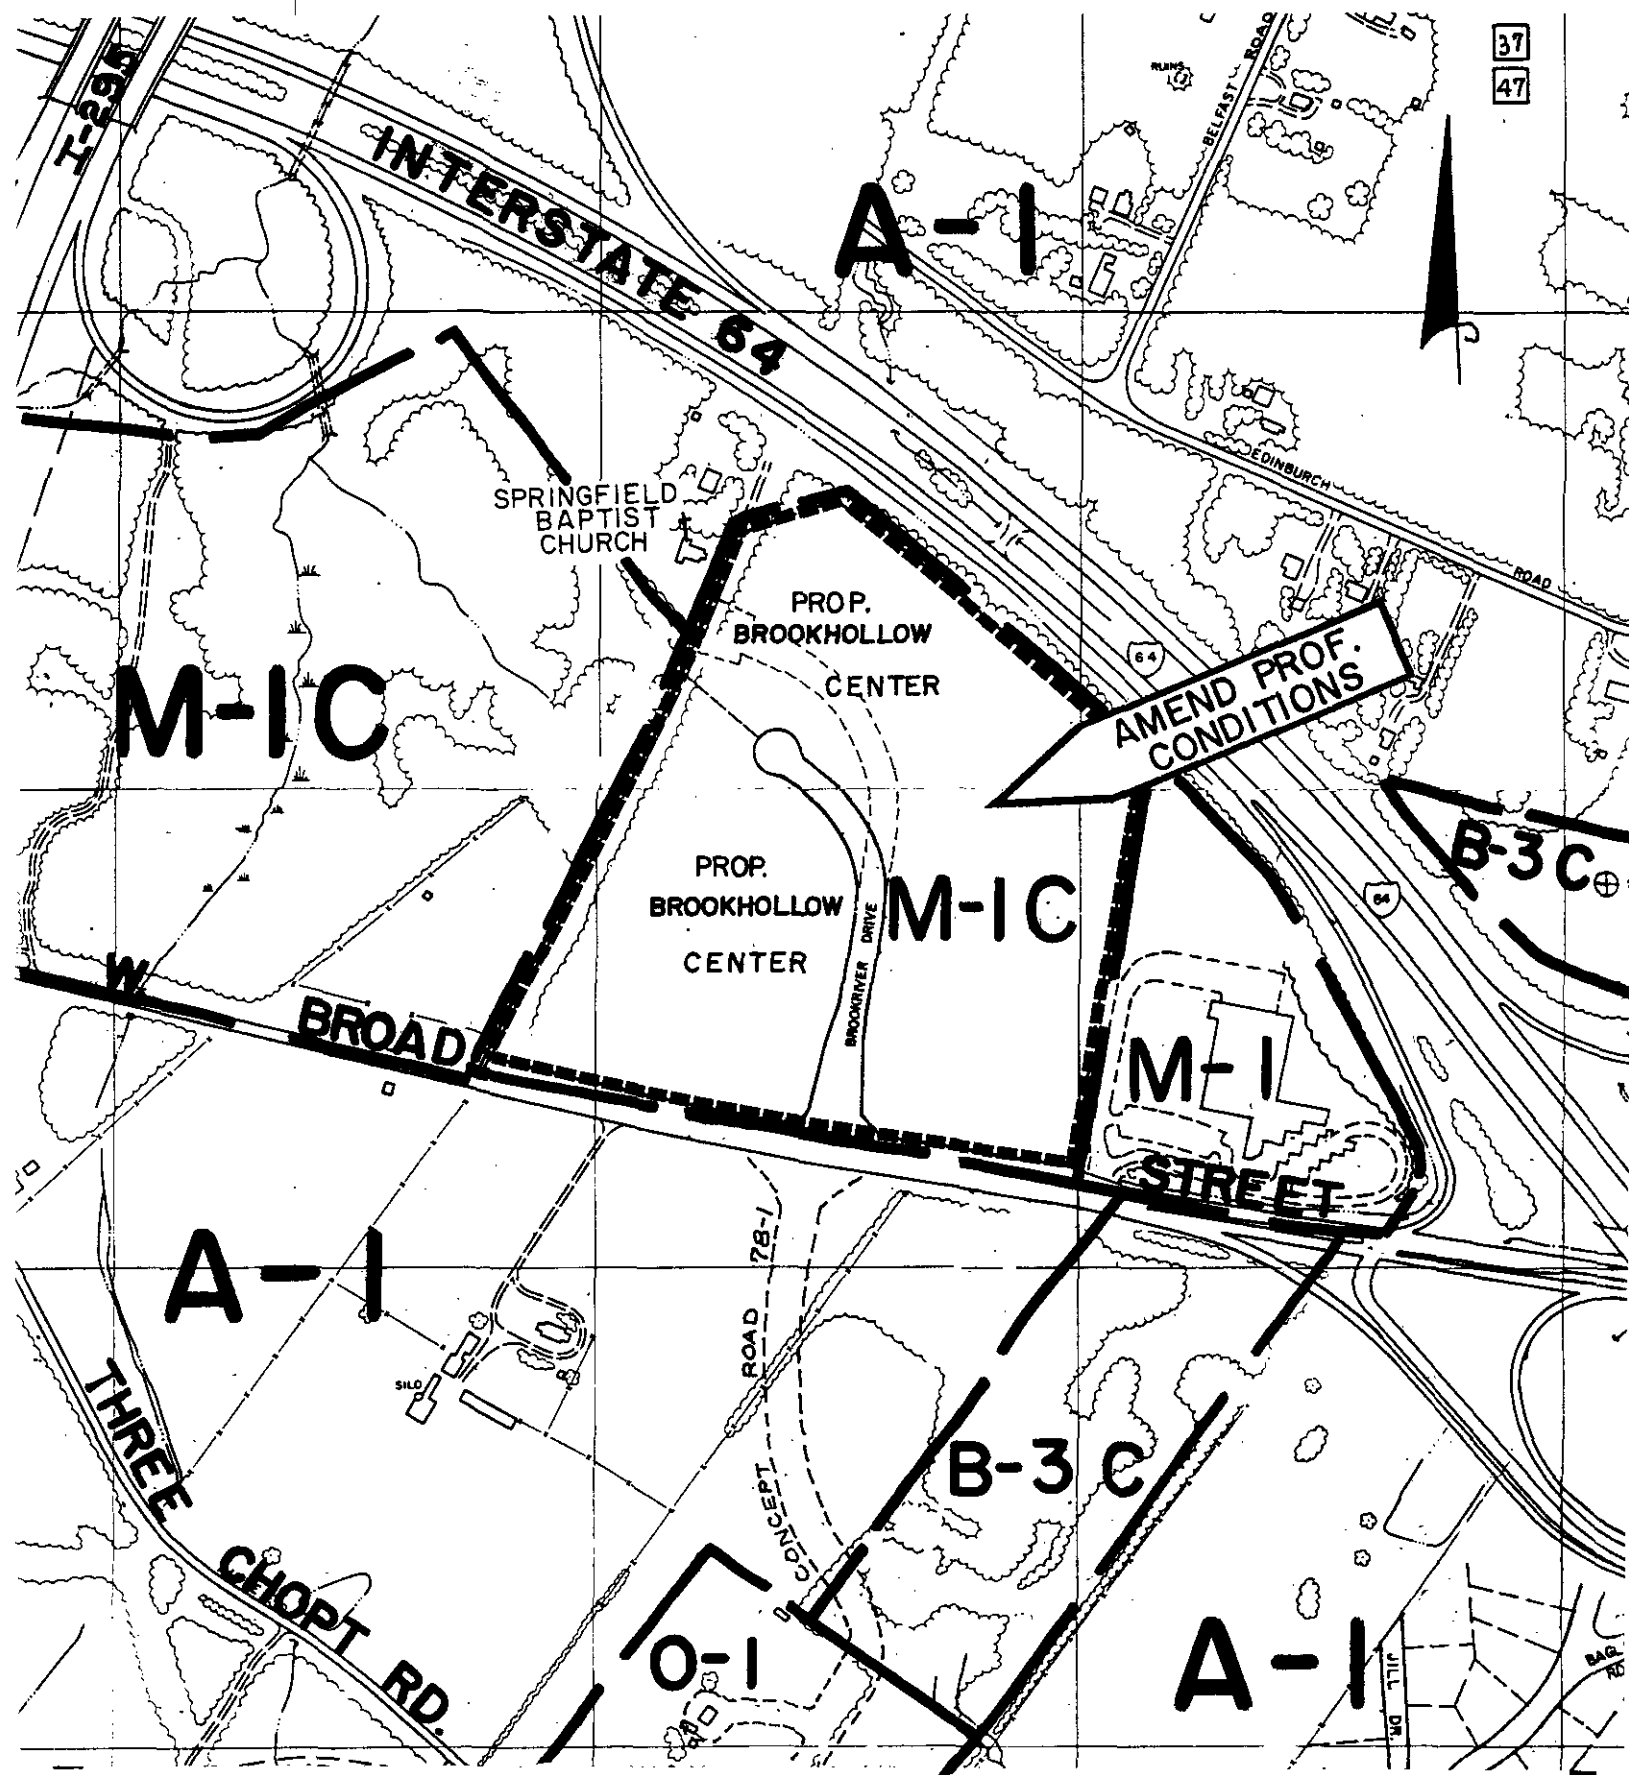 37
47
I-295
INTERSTATE 64
RUINS
BELFAST ROAD
A-1
EDINBURGH
ROAD
SPRINGFIELD
BAPTIST
CHURCH
PROP.
BROOKHOLLOW
CENTER
64
AMEND PROF.
CONDITIONS
M-1C
B-3C
64
PROP.
BROOKHOLLOW
CENTER
BROOKRIVER DRIVE
M-1C
W. BROAD STREET
M-1
A-1
CONCEPT ROAD 78-1
SILO
THREE CHOPT RD.
B-3C
O-1
A-1
JILL DR.